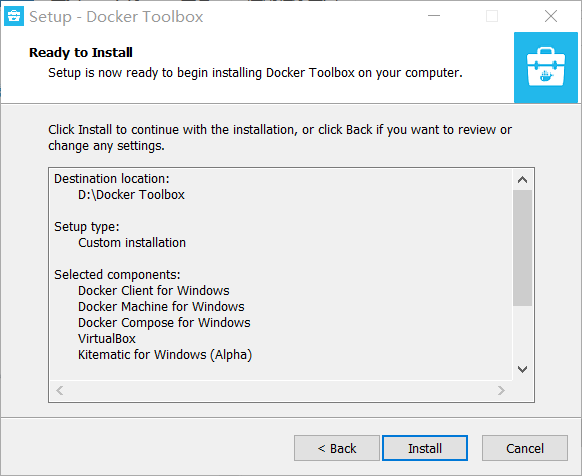 Setup - Docker Toolbox
Ready to Install
Setup is now ready to begin installing Docker Toolbox on your computer.
Click Install to continue with the installation, or click Back if you want to review or
change any settings.
Destination location:
D:\Docker Toolbox
Setup type:
Custom installation
Selected components:
Docker Client for Windows
Docker Machine for Windows
Docker Compose for Windows
VirtualBox
Kitematic for Windows (Alpha)
< Back
Install
Cancel